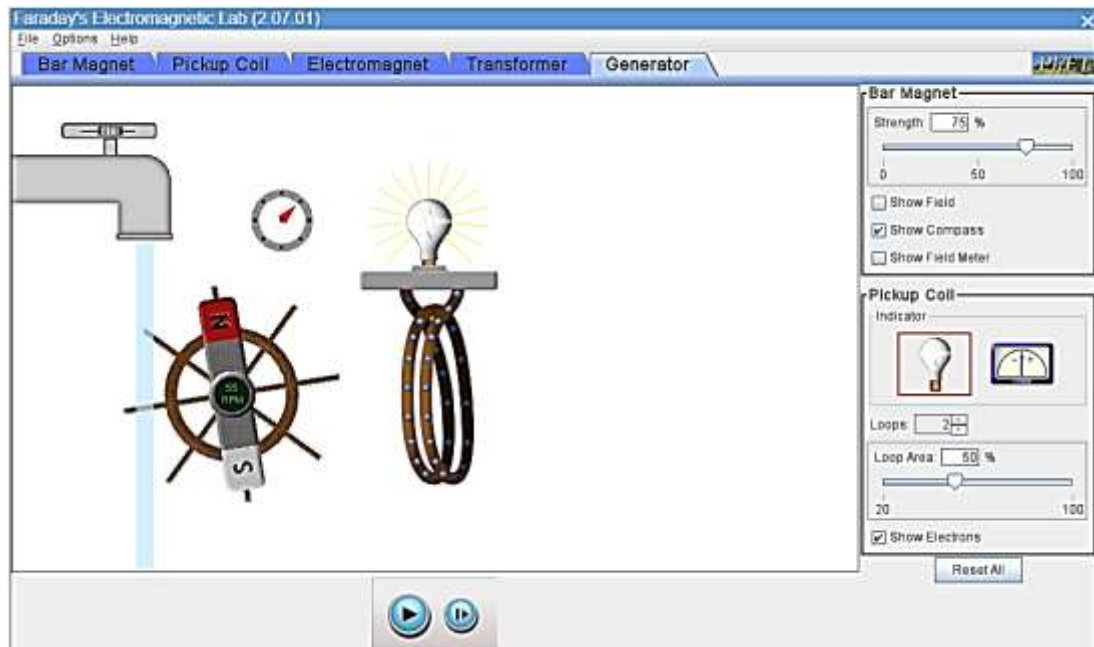 Faraday's Electromagnetic Lab (2.07.01)
File Options Help
Bar Magnet Pickup Coil Electromagnet Transformer Generator
Bar Magnet
Strength: 75 %
0 50 100
Show Field
Show Compass
Show Field Meter
N
55
RPM
S
Pickup Coil
Indicator
Loops: 2
Loop Area: 50 %
20 100
Show Electrons
Reset All